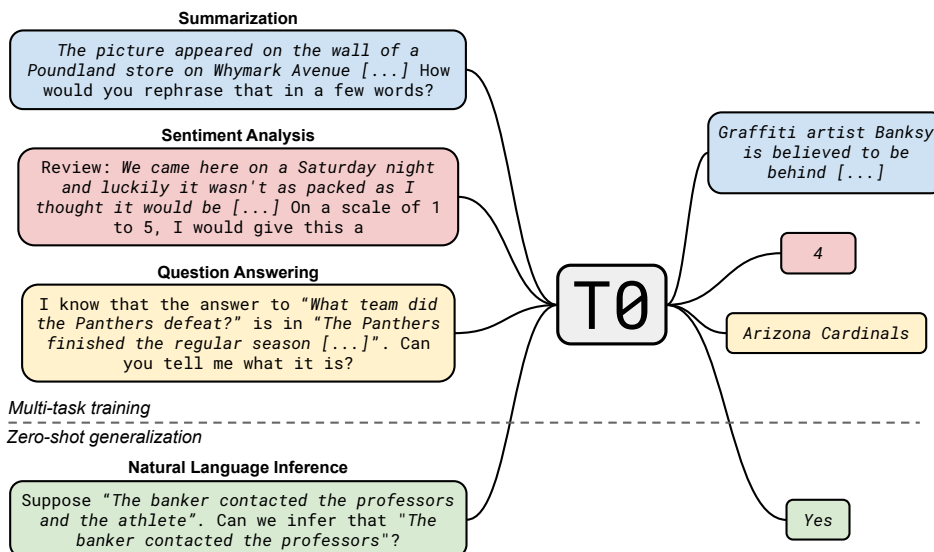 Summarization
The picture appeared on the wall of a
Poundland store on Whymark Avenue [...] How
would you rephrase that in a few words?
Sentiment Analysis
Review: We came here on a Saturday night
and luckily it wasn't as packed as I
thought it would be [...] On a scale of 1
to 5, I would give this a
Question Answering
I know that the answer to “What team did
the Panthers defeat?” is in “The Panthers
finished the regular season [...]”. Can
you tell me what it is?
Multi-task training
Zero-shot generalization
Natural Language Inference
Suppose “The banker contacted the professors
and the athlete”. Can we infer that "The
banker contacted the professors"?
T0
Graffiti artist Banksy
is believed to be
behind [...]
4
Arizona Cardinals
Yes